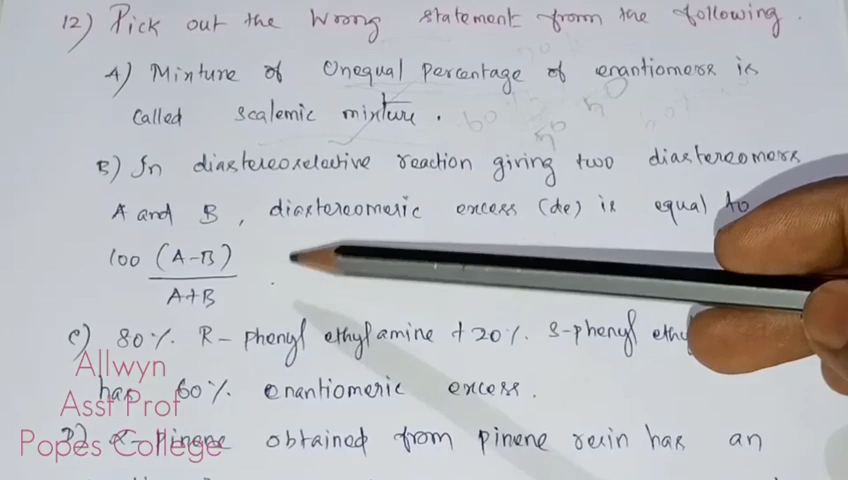 12) Pick out the Wrong statement from the following.
A) Mixture of Unequal Percentage of enantiomers is
called scalemic mixture.
B) In diastereoselective reaction giving two diastereomers
A and B, diastereomeric excess (de) is equal to
100 (A-B)
A+B
C) 80%. R- phenyl ethylamine + 20%. S-phenyl
has 60%. enantiomeric excess.
D) α-Pinene obtained from pinene resin has an
Allwyn
Asst Prof
Popes College